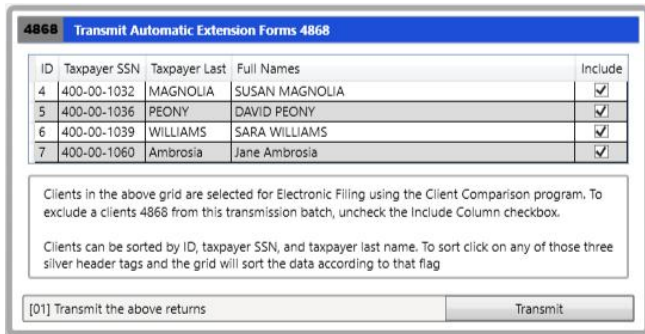 4868 Transmit Automatic Extension Forms 4868
ID Taxpayer SSN Taxpayer Last Full Names Include
4 400-00-1032 MAGNOLIA SUSAN MAGNOLIA
5 400-00-1036 PEONY DAVID PEONY
6 400-00-1039 WILLIAMS SARA WILLIAMS
7 400-00-1060 Ambrosia Jane Ambrosia
Clients in the above grid are selected for Electronic Filing using the Client Comparison program. To
exclude a clients 4868 from this transmission batch, uncheck the Include Column checkbox.
Clients can be sorted by ID, taxpayer SSN, and taxpayer last name. To sort click on any of those three
silver header tags and the grid will sort the data according to that flag
[01] Transmit the above returns Transmit